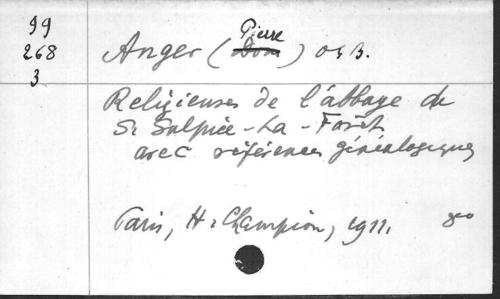 99
268
3
Anger (Dom Pierre) O S B.
Religieuses de l'abbaye de
St Sulpice-La-Forêt
avec références généalogiques
Paris, H. Champion, 1911. 8o